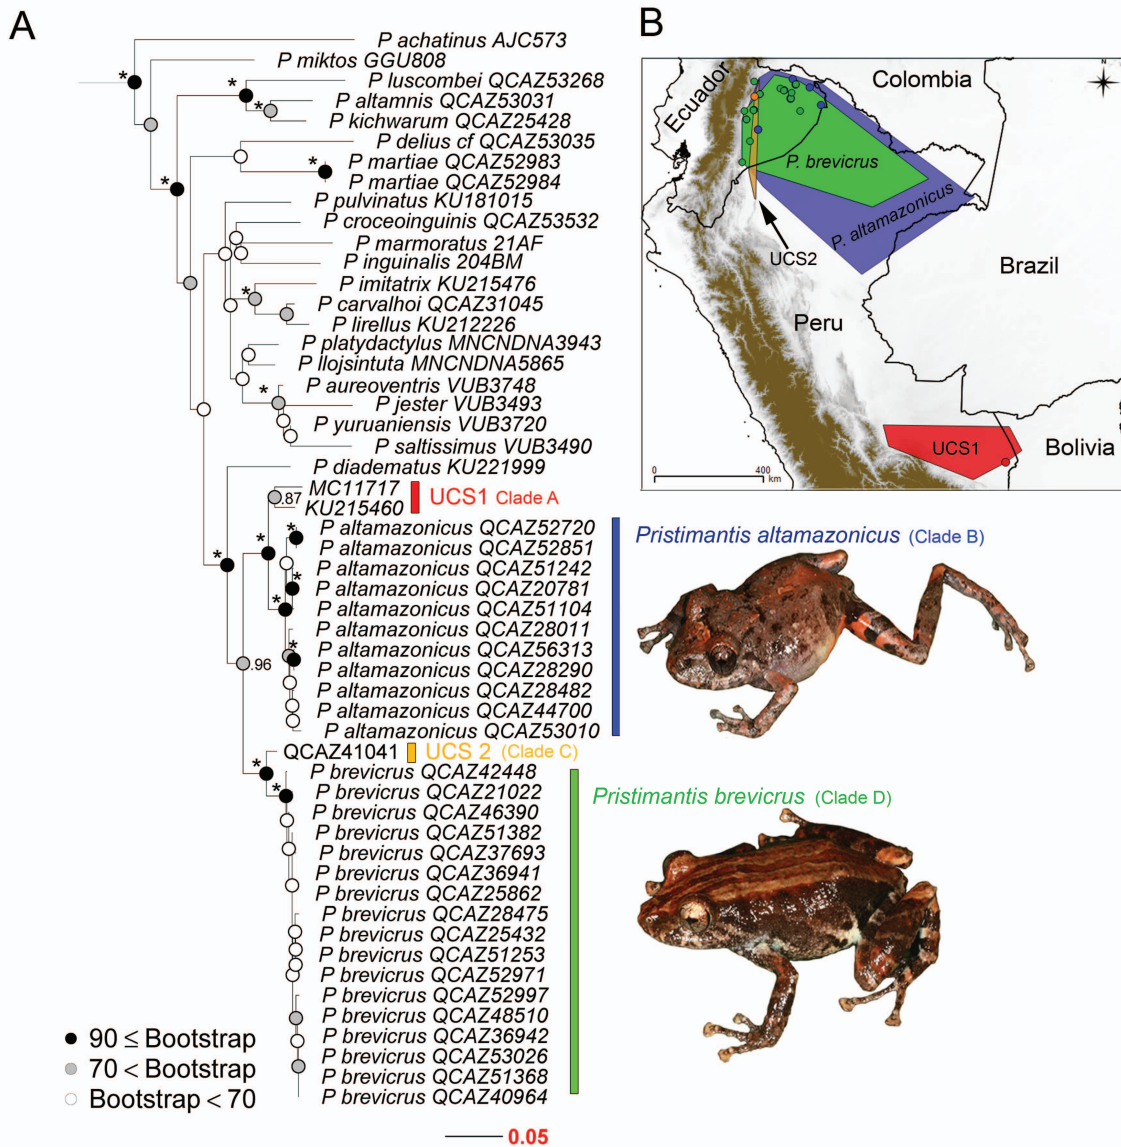 A
P achatinus AJC573
P miktos GGU808
P luscombei QCAZ53268
P altamnis QCAZ53031
P kichwarum QCAZ25428
P delius cf QCAZ53035
P martiae QCAZ52983
P martiae QCAZ52984
P pulvinatus KU181015
P croceoinguinis QCAZ53532
P marmoratus 21AF
P inguinalis 204BM
P imitatrix KU215476
P carvalhoi QCAZ31045
P lirellus KU212226
P platydactylus MNCNDNA3943
P llojsintuta MNCNDNA5865
P aureoventris VUB3748
P jester VUB3493
P yuruaniensis VUB3720
P saltissimus VUB3490
P diadematus KU221999
MC11717
.87
KU215460
UCS1 Clade A
P altamazonicus QCAZ52720
P altamazonicus QCAZ52851
P altamazonicus QCAZ51242
P altamazonicus QCAZ20781
P altamazonicus QCAZ51104
P altamazonicus QCAZ28011
P altamazonicus QCAZ56313
P altamazonicus QCAZ28290
.96
P altamazonicus QCAZ28482
P altamazonicus QCAZ44700
P altamazonicus QCAZ53010
QCAZ41041 UCS 2 (Clade C)
P brevicrus QCAZ42448
P brevicrus QCAZ21022
P brevicrus QCAZ46390
P brevicrus QCAZ51382
P brevicrus QCAZ37693
P brevicrus QCAZ36941
P brevicrus QCAZ25862
P brevicrus QCAZ28475
P brevicrus QCAZ25432
P brevicrus QCAZ51253
P brevicrus QCAZ52971
P brevicrus QCAZ52997
P brevicrus QCAZ48510
P brevicrus QCAZ36942
P brevicrus QCAZ53026
P brevicrus QCAZ51368
P brevicrus QCAZ40964
90 ≤ Bootstrap
70 < Bootstrap
Bootstrap < 70
0.05
B
Ecuador
Colombia
N
P. brevicrus
P. altamazonicus
UCS2
Brazil
Peru
UCS1
Bolivia
0 400
km
Pristimantis altamazonicus (Clade B)
Pristimantis brevicrus (Clade D)